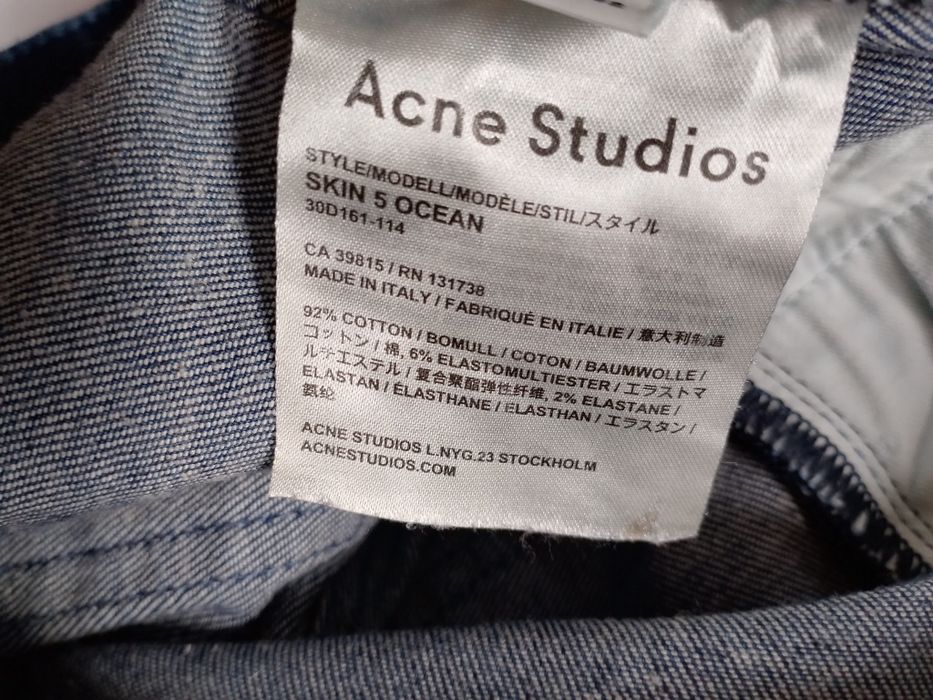 Acne Studios
STYLE/MODELL/MODÈLE/STIL/スタイル
SKIN 5 OCEAN
30D161-114
CA 39815 / RN 131738
MADE IN ITALY / FABRIQUÉ EN ITALIE / 意大利制造
92% COTTON / BOMULL / COTON / BAUMWOLLE /
コットン / 棉, 6% ELASTOMULTIESTER / エラストマ
ルチエステル / 复合聚酯弹性纤维, 2% ELASTANE /
ELASTAN / ÉLASTHANE / ELASTHAN / エラスタン /
氨纶
ACNE STUDIOS L.NYG.23 STOCKHOLM
ACNESTUDIOS.COM